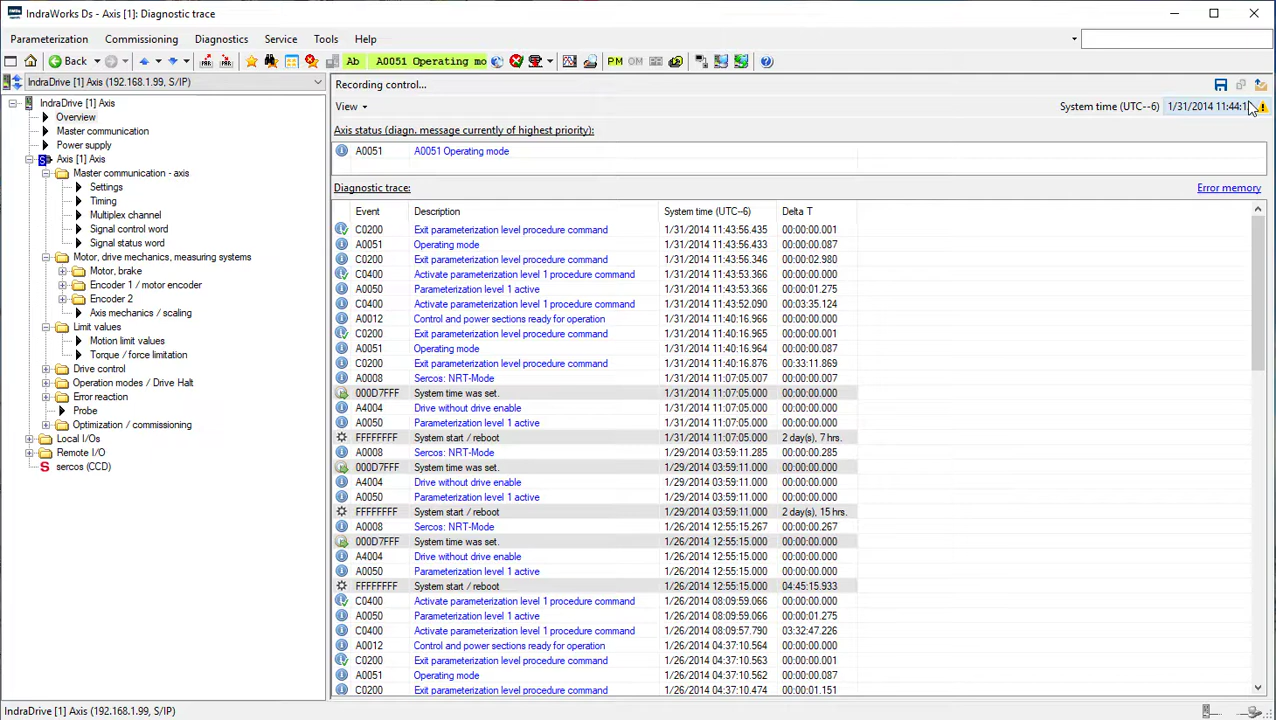 IndraWorks Ds - Axis [1]: Diagnostic trace
Parameterization Commissioning Diagnostics Service Tools Help
Back Ab A0051 Operating mo PM OM
IndraDrive [1] Axis (192.168.1.99, S/IP)
IndraDrive [1] Axis
Overview
Master communication
Power supply
Axis [1] Axis
Master communication - axis
Settings
Timing
Multiplex channel
Signal control word
Signal status word
Motor, drive mechanics, measuring systems
Motor, brake
Encoder 1 / motor encoder
Encoder 2
Axis mechanics / scaling
Limit values
Motion limit values
Torque / force limitation
Drive control
Operation modes / Drive Halt
Error reaction
Probe
Optimization / commissioning
Local I/Os
Remote I/O
sercos (CCD)
Recording control...
View System time (UTC--6) 1/31/2014 11:44:1
Axis status (diagn. message currently of highest priority):
A0051 A0051 Operating mode
Diagnostic trace: Error memory
Event Description System time (UTC--6) Delta T
C0200 Exit parameterization level procedure command 1/31/2014 11:43:56.435 00:00:00.001
A0051 Operating mode 1/31/2014 11:43:56.433 00:00:00.087
C0200 Exit parameterization level procedure command 1/31/2014 11:43:56.346 00:00:02.980
C0400 Activate parameterization level 1 procedure command 1/31/2014 11:43:53.366 00:00:00.000
A0050 Parameterization level 1 active 1/31/2014 11:43:53.366 00:00:01.275
C0400 Activate parameterization level 1 procedure command 1/31/2014 11:43:52.090 00:03:35.124
A0012 Control and power sections ready for operation 1/31/2014 11:40:16.966 00:00:00.000
C0200 Exit parameterization level procedure command 1/31/2014 11:40:16.965 00:00:00.001
A0051 Operating mode 1/31/2014 11:40:16.964 00:00:00.087
C0200 Exit parameterization level procedure command 1/31/2014 11:40:16.876 00:33:11.869
A0008 Sercos: NRT-Mode 1/31/2014 11:07:05.007 00:00:00.007
000D7FFF System time was set. 1/31/2014 11:07:05.000 00:00:00.000
A4004 Drive without drive enable 1/31/2014 11:07:05.000 00:00:00.000
A0050 Parameterization level 1 active 1/31/2014 11:07:05.000 00:00:00.000
FFFFFFFF System start / reboot 1/31/2014 11:07:05.000 2 day(s), 7 hrs.
A0008 Sercos: NRT-Mode 1/29/2014 03:59:11.285 00:00:00.285
000D7FFF System time was set. 1/29/2014 03:59:11.000 00:00:00.000
A4004 Drive without drive enable 1/29/2014 03:59:11.000 00:00:00.000
A0050 Parameterization level 1 active 1/29/2014 03:59:11.000 00:00:00.000
FFFFFFFF System start / reboot 1/29/2014 03:59:11.000 2 day(s), 15 hrs.
A0008 Sercos: NRT-Mode 1/26/2014 12:55:15.267 00:00:00.267
000D7FFF System time was set. 1/26/2014 12:55:15.000 00:00:00.000
A4004 Drive without drive enable 1/26/2014 12:55:15.000 00:00:00.000
A0050 Parameterization level 1 active 1/26/2014 12:55:15.000 00:00:00.000
FFFFFFFF System start / reboot 1/26/2014 12:55:15.000 04:45:15.933
C0400 Activate parameterization level 1 procedure command 1/26/2014 08:09:59.066 00:00:00.000
A0050 Parameterization level 1 active 1/26/2014 08:09:59.066 00:00:01.275
C0400 Activate parameterization level 1 procedure command 1/26/2014 08:09:57.790 03:32:47.226
A0012 Control and power sections ready for operation 1/26/2014 04:37:10.564 00:00:00.000
C0200 Exit parameterization level procedure command 1/26/2014 04:37:10.563 00:00:00.001
A0051 Operating mode 1/26/2014 04:37:10.562 00:00:00.087
C0200 Exit parameterization level procedure command 1/26/2014 04:37:10.474 00:00:01.151
IndraDrive [1] Axis (192.168.1.99, S/IP)